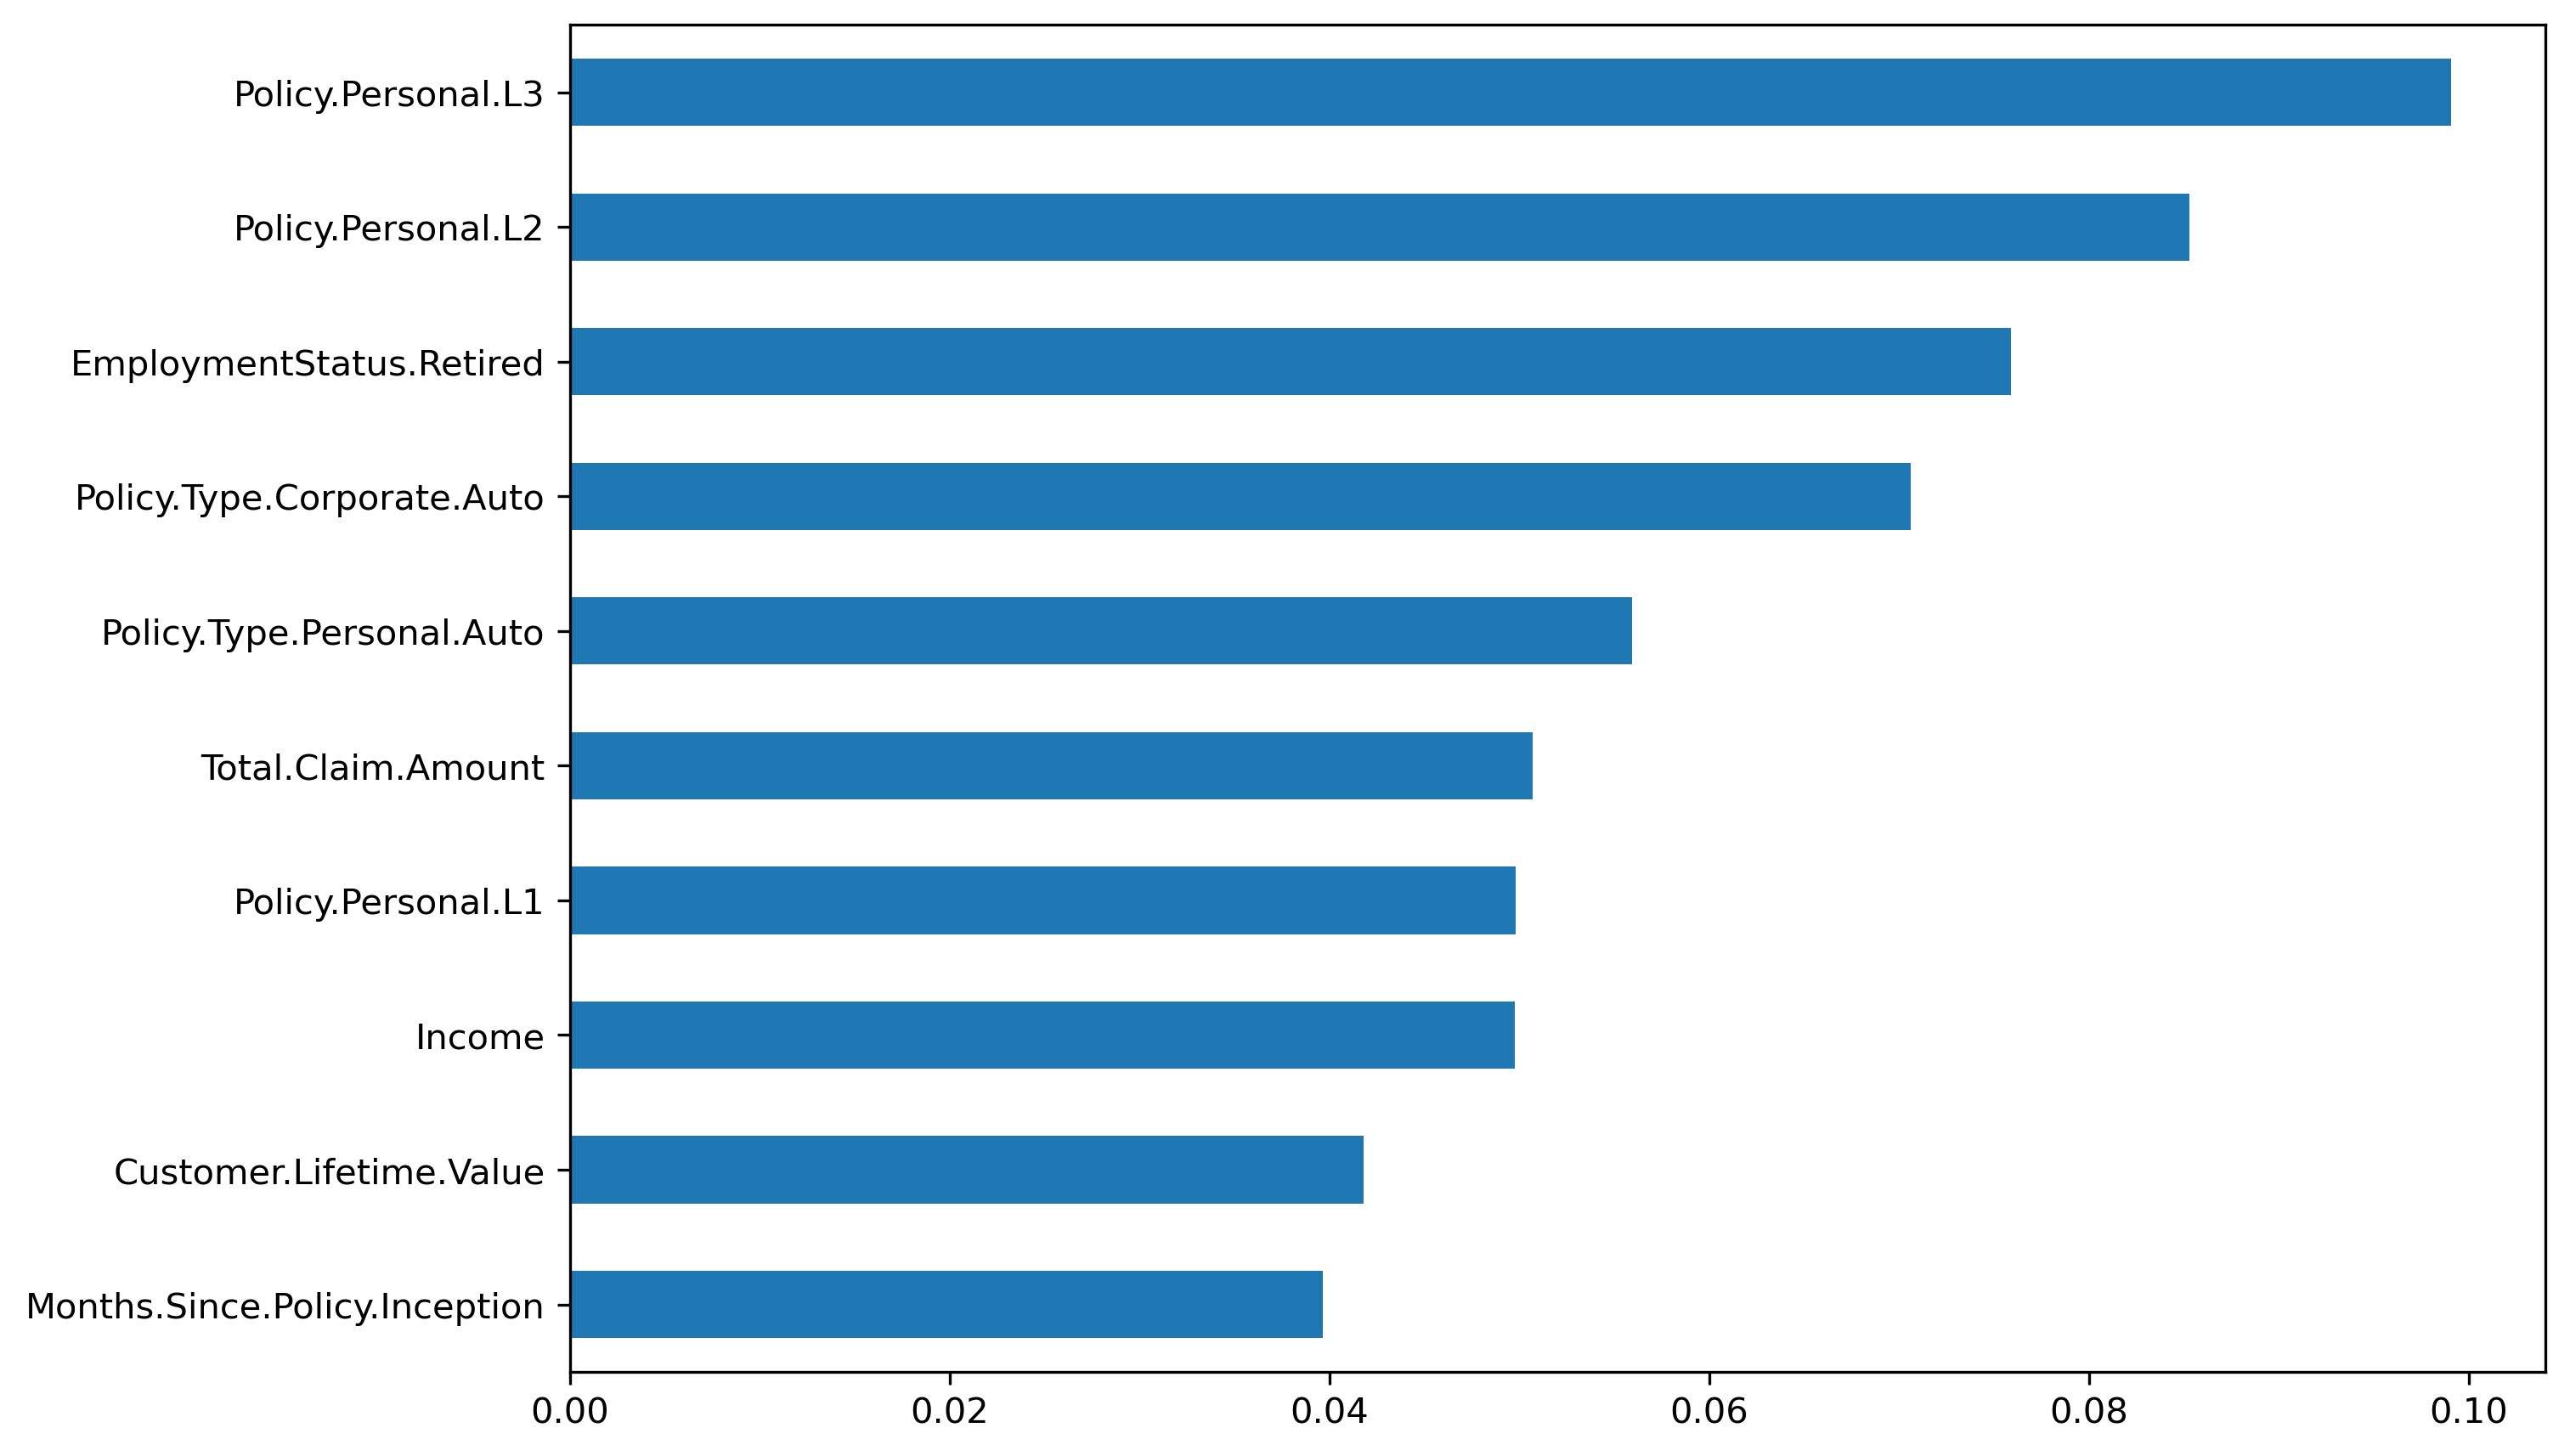 Policy.Personal.L3
Policy.Personal.L2
EmploymentStatus.Retired
Policy.Type.Corporate.Auto
Policy.Type.Personal.Auto
Total.Claim.Amount
Policy.Personal.L1
Income
Customer.Lifetime.Value
Months.Since.Policy.Inception
0.00 0.02 0.04 0.06 0.08 0.10